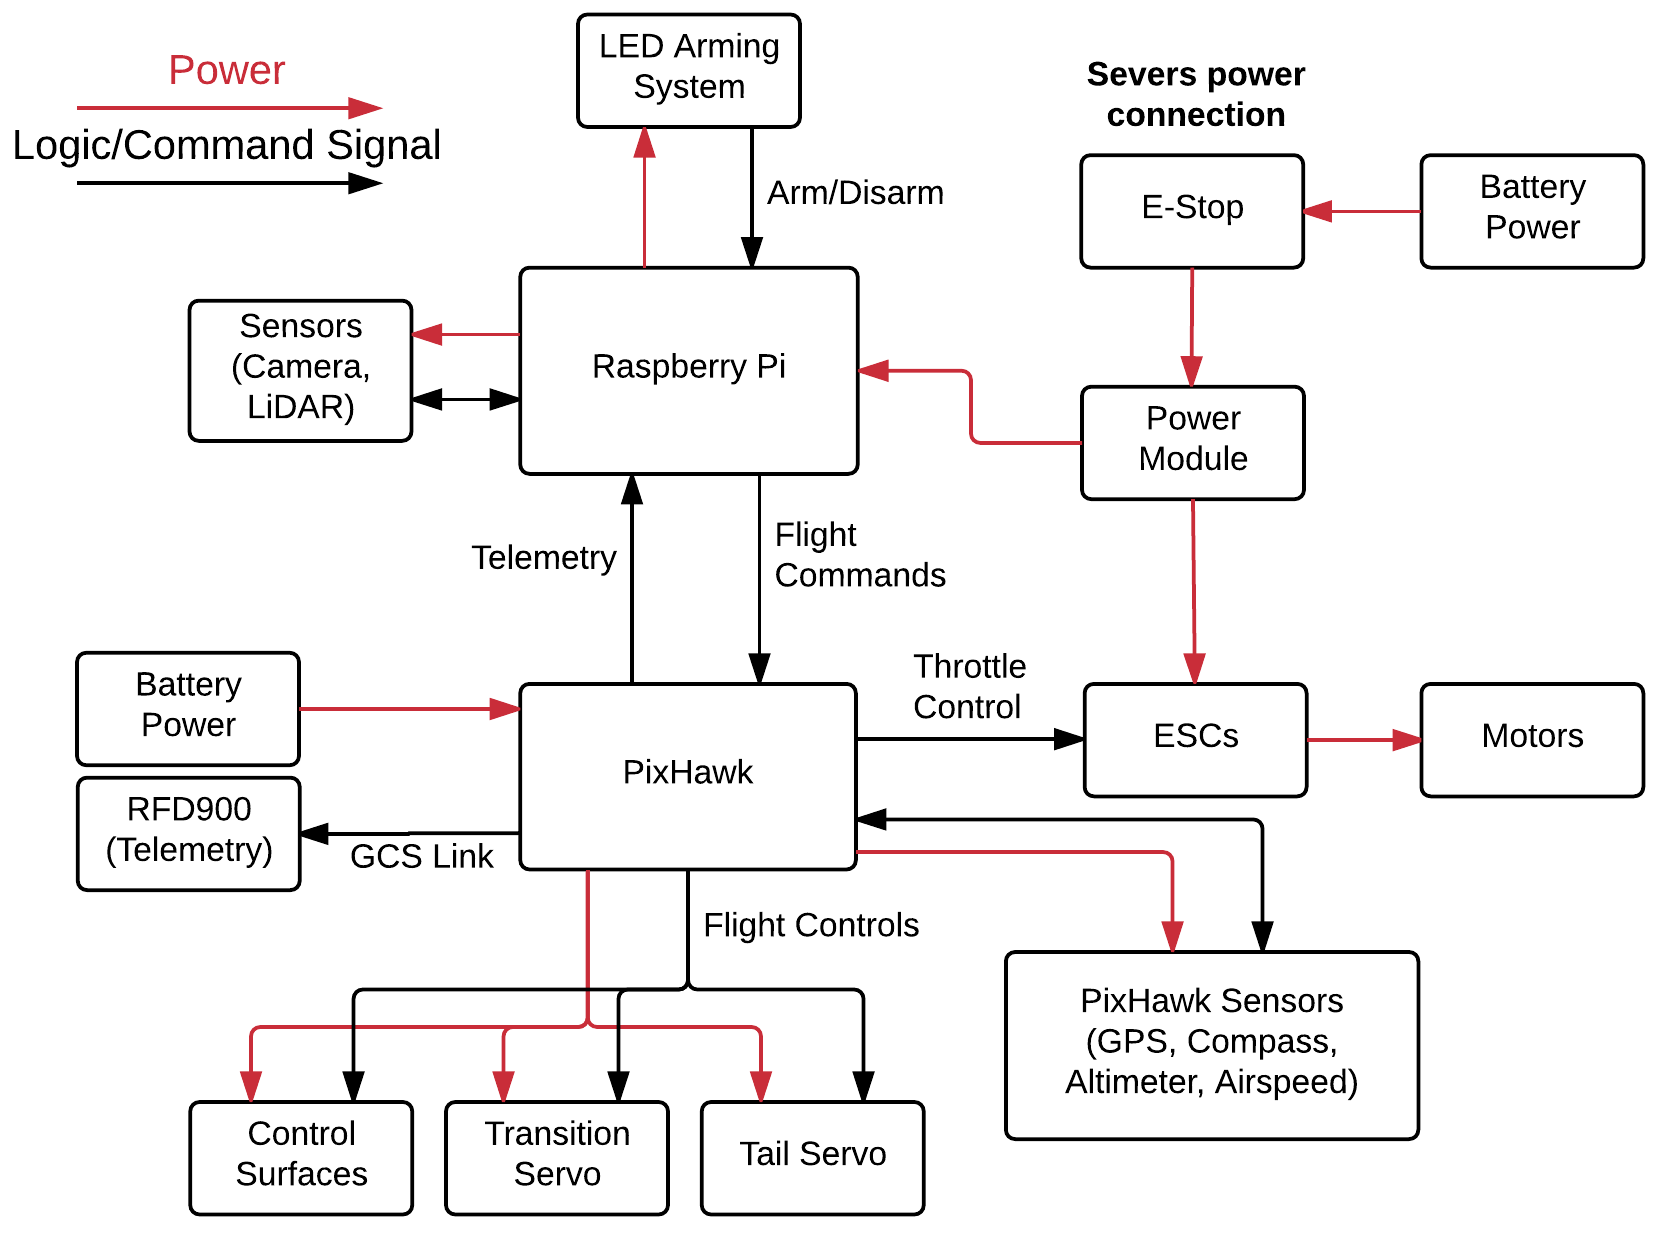 Power
Logic/Command Signal
LED Arming
System
Arm/Disarm
Severs power
connection
E-Stop
Battery
Power
Sensors
(Camera,
LiDAR)
Raspberry Pi
Power
Module
Telemetry
Flight
Commands
Battery
Power
RFD900
(Telemetry)
GCS Link
PixHawk
Throttle
Control
ESCs
Motors
Flight Controls
PixHawk Sensors
(GPS, Compass,
Altimeter, Airspeed)
Control
Surfaces
Transition
Servo
Tail Servo